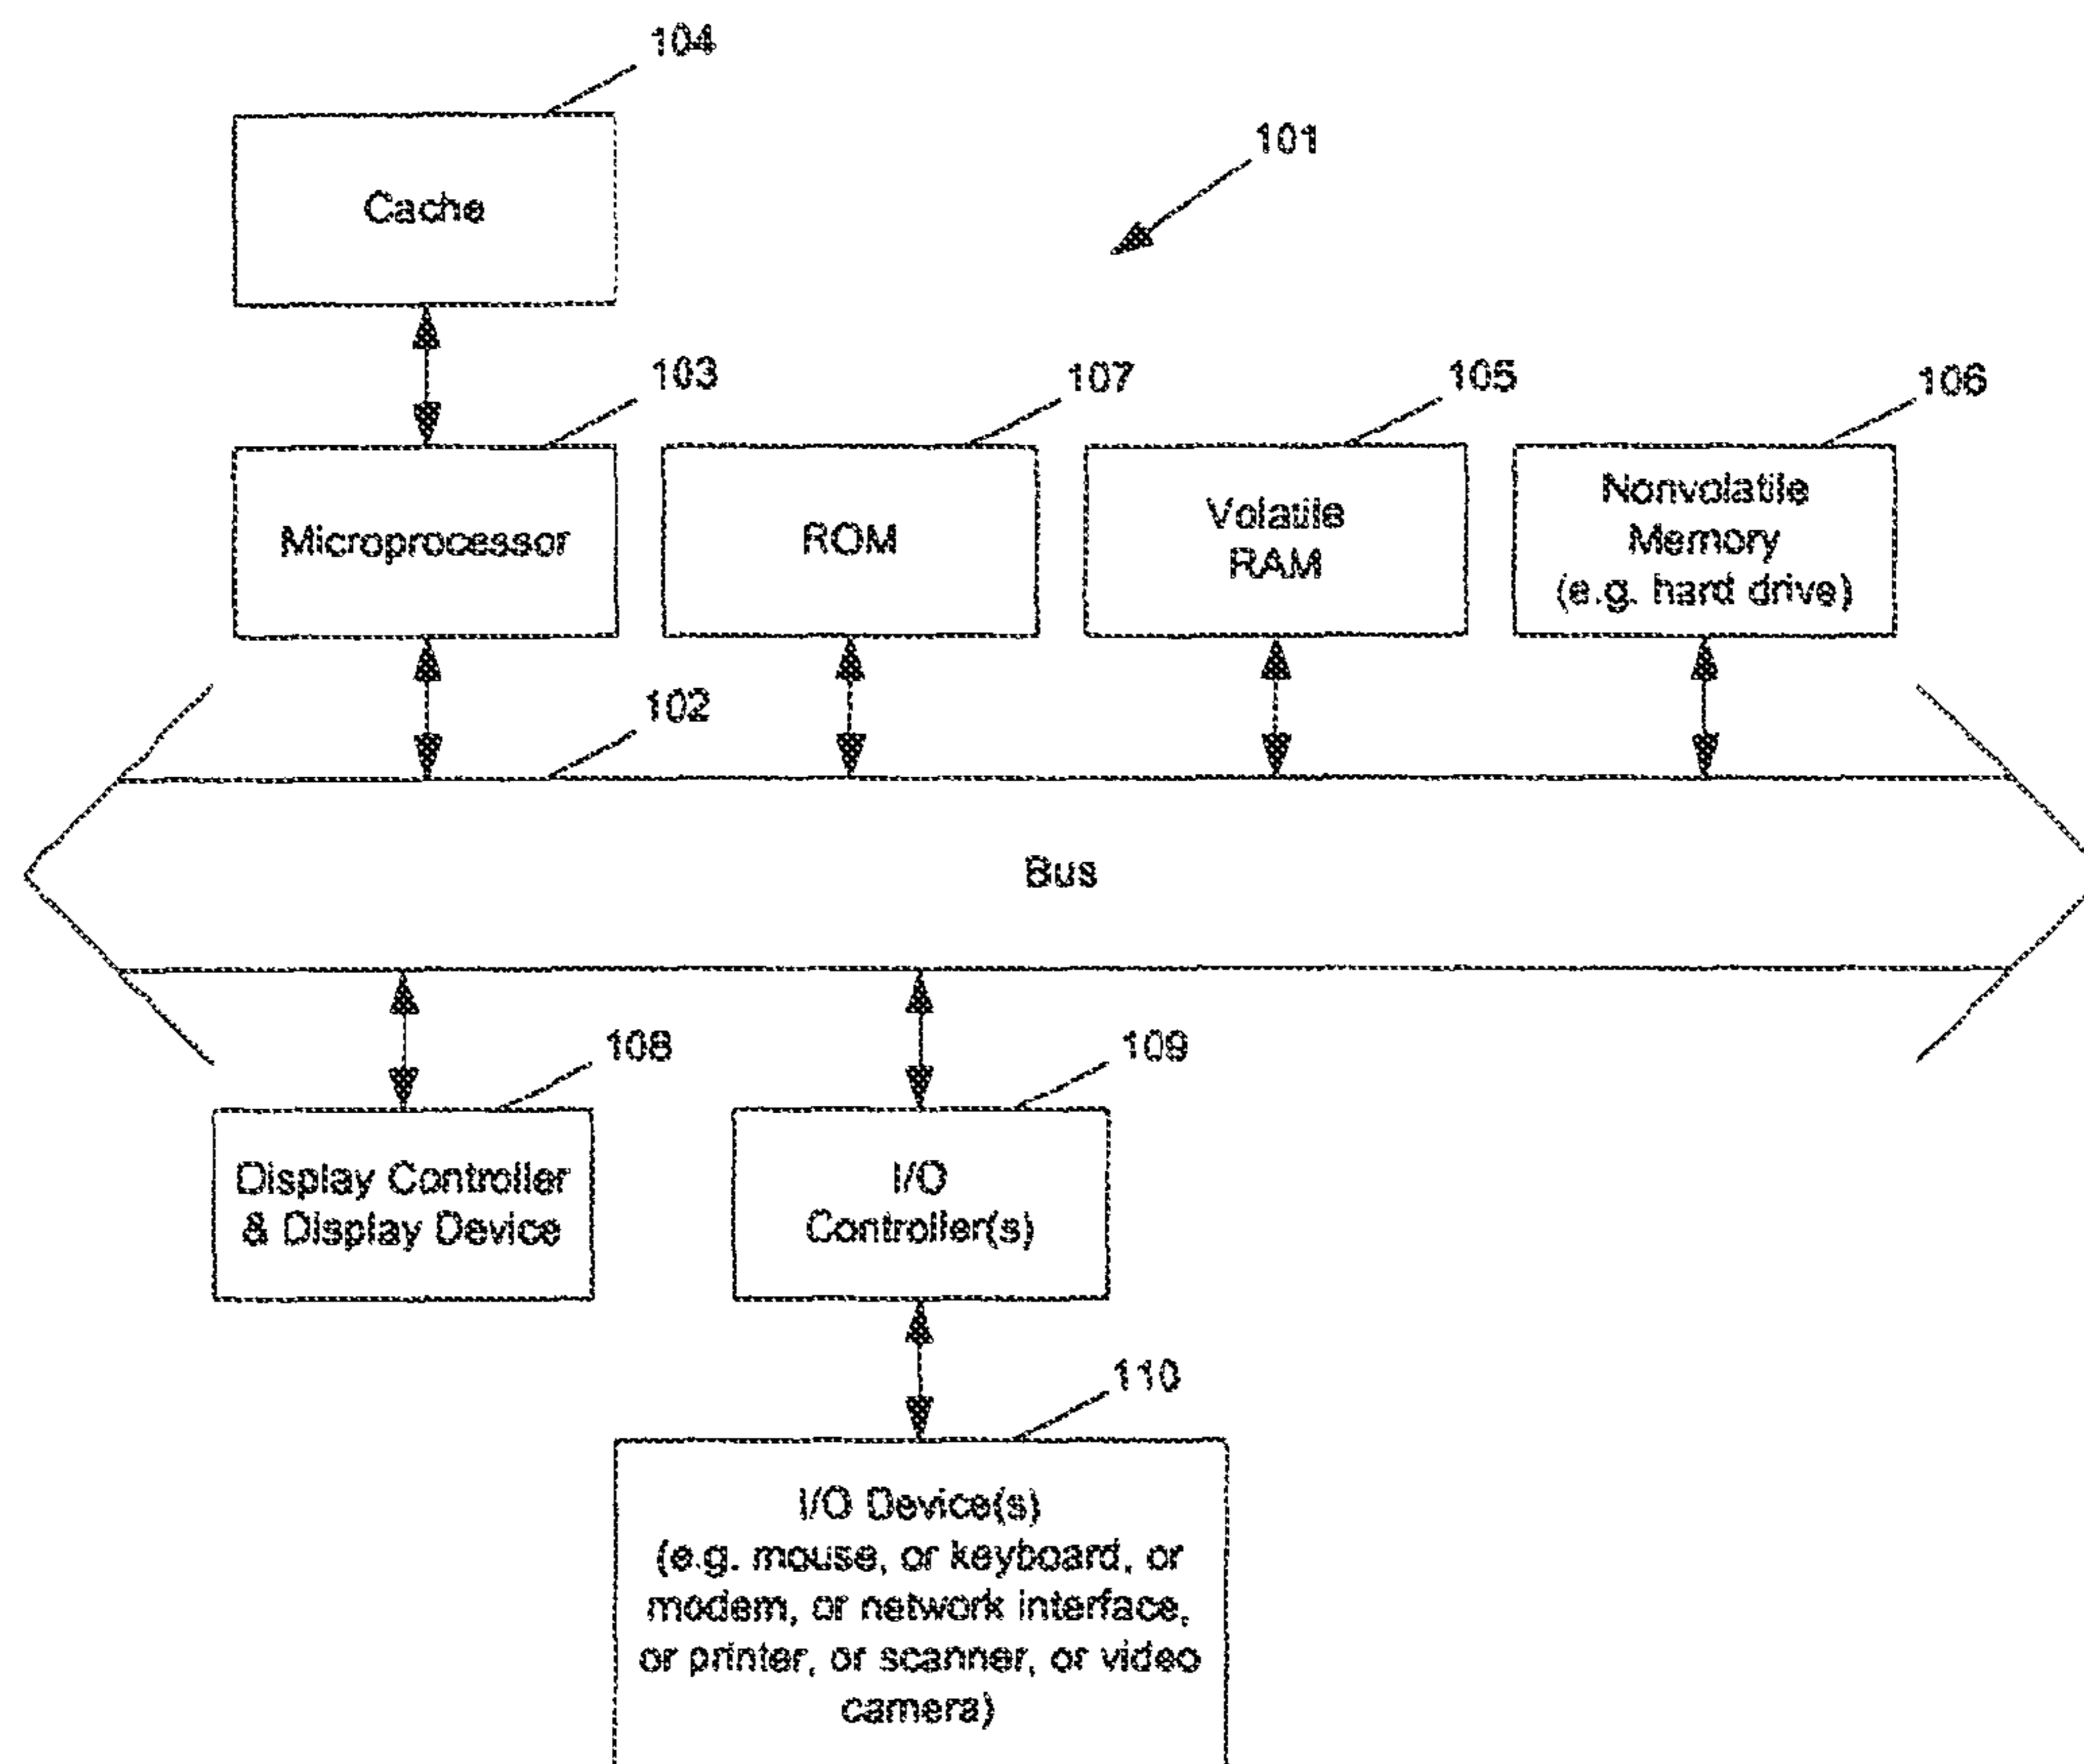 104
101
Cache
103
107
105
106
Microprocessor
ROM
Volatile
RAM
Nonvolatile
Memory
(e.g. hard drive)
102
Bus
108
109
Display Controller
& Display Device
I/O
Controller(s)
110
I/O Device(s)
(e.g. mouse, or keyboard, or
modem, or network interface,
or printer, or scanner, or video
camera)